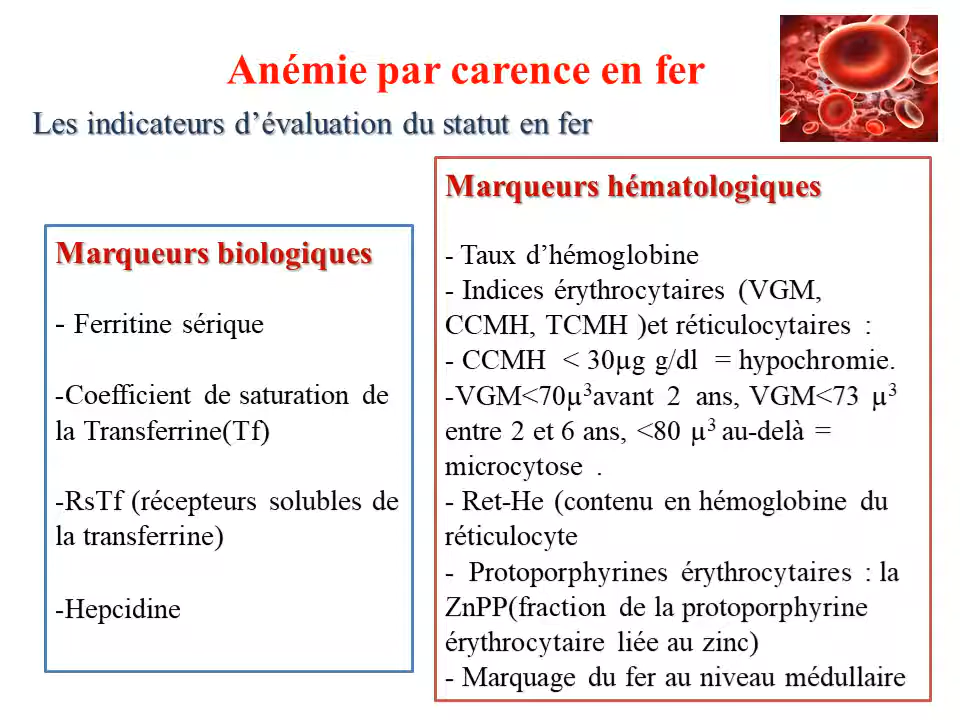 Anémie par carence en fer
Les indicateurs d’évaluation du statut en fer
Marqueurs biologiques
- Ferritine sérique
-Coefficient de saturation de
la Transferrine(Tf)
-RsTf (récepteurs solubles de
la transferrine)
-Hepcidine
Marqueurs hématologiques
- Taux d’hémoglobine
- Indices érythrocytaires (VGM,
CCMH, TCMH )et réticulocytaires :
- CCMH < 30µg g/dl = hypochromie.
-VGM<70µ³avant 2 ans, VGM<73 µ³
entre 2 et 6 ans, <80 µ³ au-delà =
microcytose .
- Ret-He (contenu en hémoglobine du
réticulocyte
- Protoporphyrines érythrocytaires : la
ZnPP(fraction de la protoporphyrine
érythrocytaire liée au zinc)
- Marquage du fer au niveau médullaire